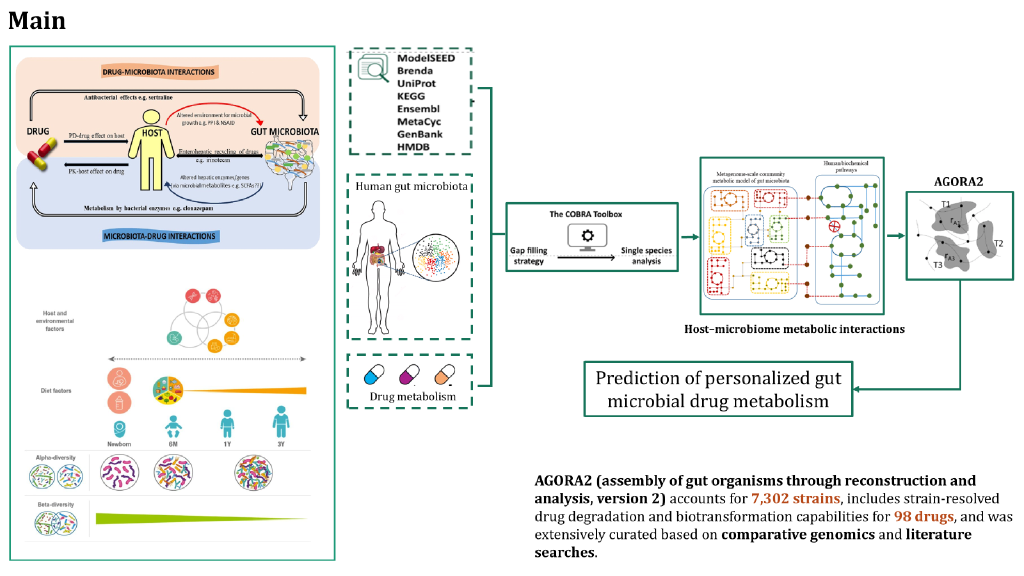 Main
DRUG-MICROBIOTA INTERACTIONS
Antibacterial effects e.g. sertraline
Altered environment for microbial
growth e.g. PPI & NSAID
DRUG
HOST
GUT MICROBIOTA
PD-drug effect on host
Enterohepatic recycling of drugs
e.g. irinotecan
PK-host effect on drug
Altered hepatic enzymes/genes
via microbial metabolites e.g. SCFAs
Metabolism by bacterial enzymes e.g. clonazepam
MICROBIOTA-DRUG INTERACTIONS
Host and
environmental
factors
Diet factors
Newborn
6M
1Y
3Y
Alpha-diversity
Beta-diversity
ModelSEED
Brenda
UniProt
KEGG
Ensembl
MetaCyc
GenBank
HMDB
Human gut microbiota
Drug metabolism
The COBRA Toolbox
Gap filling
strategy
Single species
analysis
Metagenome-scale community
metabolic model of gut microbiota
Human biochemical
pathways
Host–microbiome metabolic interactions
AGORA2
T1
T2
T3
Prediction of personalized gut
microbial drug metabolism
AGORA2 (assembly of gut organisms through reconstruction and
analysis, version 2) accounts for 7,302 strains, includes strain-resolved
drug degradation and biotransformation capabilities for 98 drugs, and was
extensively curated based on comparative genomics and literature
searches.